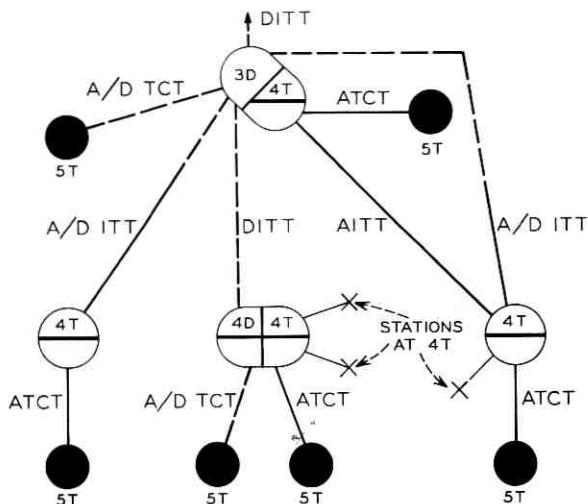 DITT
3D
4T
A/D TCT
ATCT
5T
5T
A/D ITT
DITT
AITT
A/D ITT
4T
4D 4T
STATIONS
AT 4T
4T
ATCT
A/D TCT
ATCT
ATCT
5T
5T
5T
5T